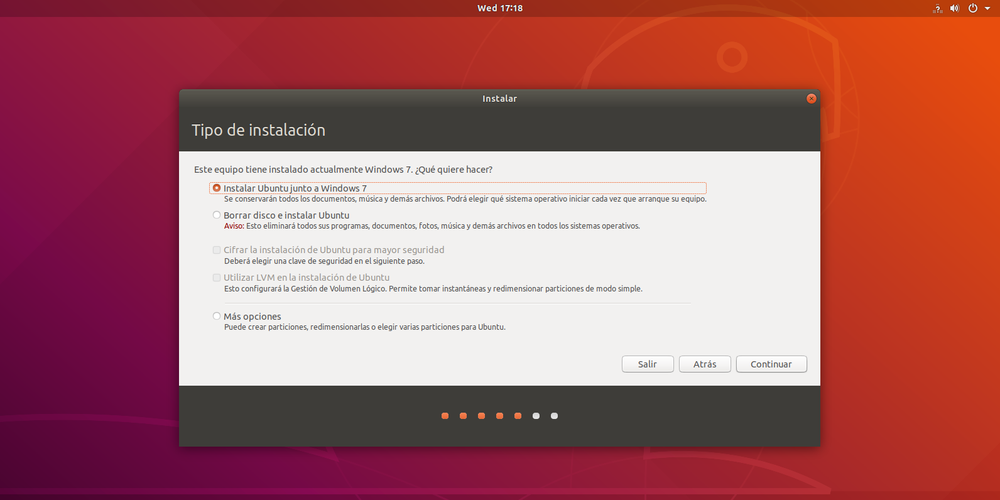 Wed 17:18
Instalar
Tipo de instalación
Este equipo tiene instalado actualmente Windows 7. ¿Qué quiere hacer?
Instalar Ubuntu junto a Windows 7
Se conservarán todos los documentos, música y demás archivos. Podrá elegir qué sistema operativo iniciar cada vez que arranque su equipo.
Borrar disco e instalar Ubuntu
Aviso: Esto eliminará todos sus programas, documentos, fotos, música y demás archivos en todos los sistemas operativos.
Cifrar la instalación de Ubuntu para mayor seguridad
Deberá elegir una clave de seguridad en el siguiente paso.
Utilizar LVM en la instalación de Ubuntu
Esto configurará la Gestión de Volumen Lógico. Permite tomar instantáneas y redimensionar particiones de modo simple.
Más opciones
Puede crear particiones, redimensionarlas o elegir varias particiones para Ubuntu.
Salir Atrás Continuar